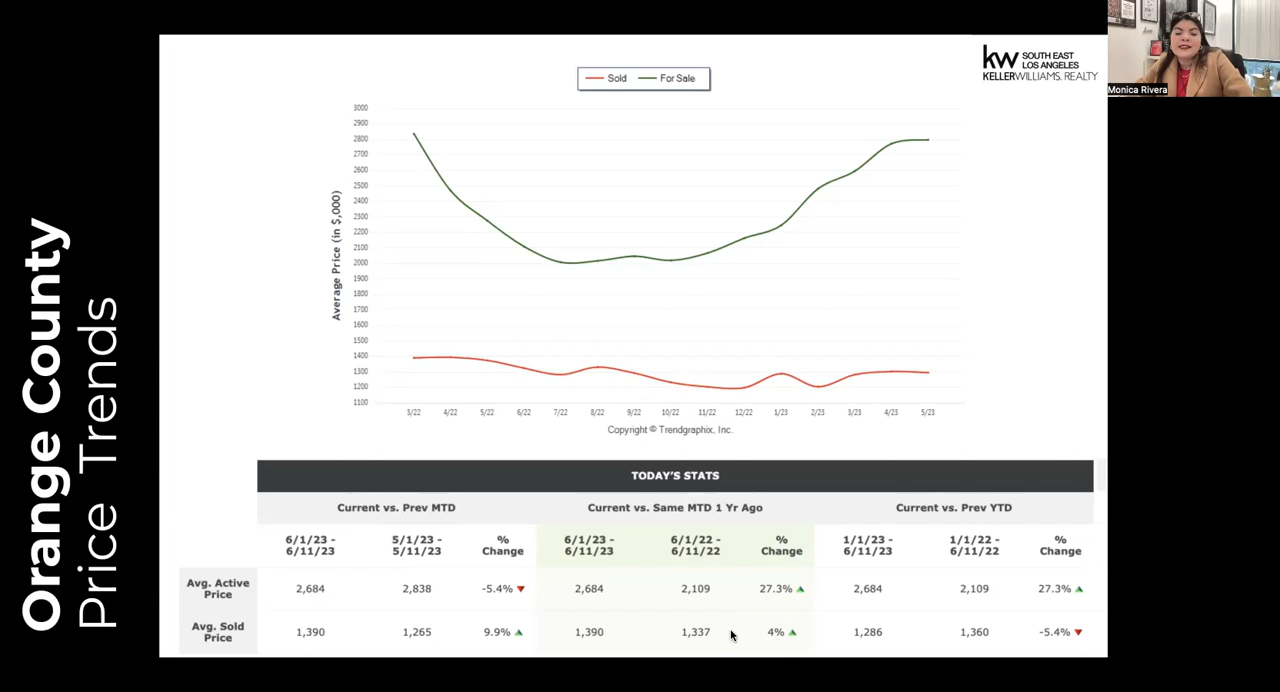 Orange County
Price Trends
Sold For Sale
kw SOUTH EAST
LOS ANGELES
KELLERWILLIAMS. REALTY
Monica Rivera
Average Price (in $,000)
3000
2900
2800
2700
2600
2500
2400
2300
2200
2100
2000
1900
1800
1700
1600
1500
1400
1300
1200
1100
3/22 4/22 5/22 6/22 7/22 8/22 9/22 10/22 11/22 12/22 1/23 2/23 3/23 4/23 5/23
Copyright © Trendgraphix, Inc.
TODAY'S STATS
Current vs. Prev MTD Current vs. Same MTD 1 Yr Ago Current vs. Prev YTD
6/1/23 - 5/1/23 - % 6/1/23 - 6/1/22 - % 1/1/23 - 1/1/22 - %
6/11/23 5/11/23 Change 6/11/23 6/11/22 Change 6/11/23 6/11/22 Change
Avg. Active
Price 2,684 2,838 -5.4% 2,684 2,109 27.3% 2,684 2,109 27.3%
Avg. Sold
Price 1,390 1,265 9.9% 1,390 1,337 4% 1,286 1,360 -5.4%